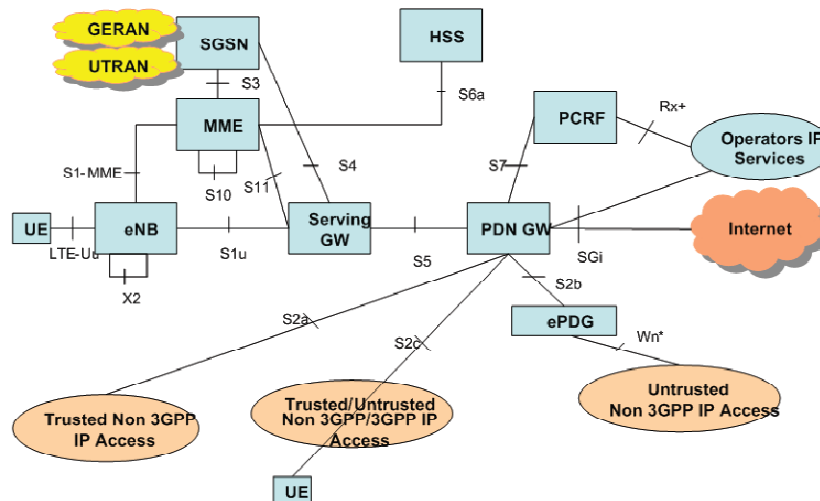 GERAN
SGSN
HSS
UTRAN
S3
S6a
MME
PCRF
Rx+
Operators IP
Services
S1-MME
S10
S11
S4
S7
UE
eNB
Serving
GW
PDN GW
Internet
LTE-Uu
S1u
S5
SGi
X2
S2b
ePDG
S2a
S2c
Wn*
Trusted Non 3GPP
IP Access
Trusted/Untrusted
Non 3GPP/3GPP IP
Access
Untrusted
Non 3GPP IP Access
UE